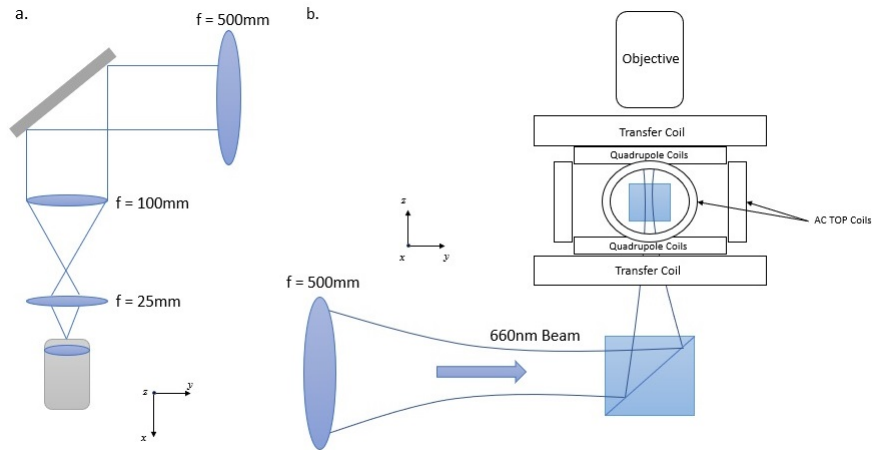 a.
f = 500mm
f = 100mm
f = 25mm
z
y
x
b.
Objective
Transfer Coil
Quadrupole Coils
AC TOP Coils
Quadrupole Coils
Transfer Coil
z
x
y
f = 500mm
660nm Beam